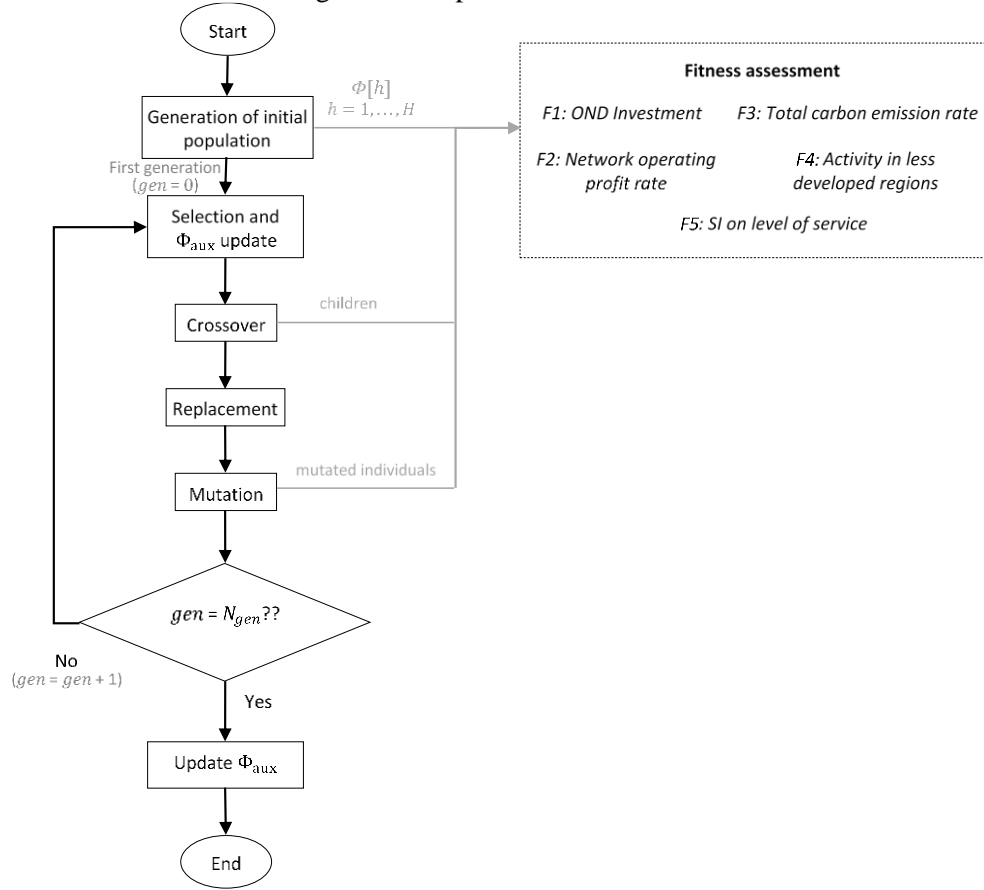 Start
Generation of initial
population
Φ[h]
h = 1, … , H
First generation
(gen = 0)
Fitness assessment
F1: OND Investment
F3: Total carbon emission rate
F2: Network operating
profit rate
F4: Activity in less
developed regions
F5: SI on level of service
Selection and
Φaux update
children
Crossover
Replacement
mutated individuals
Mutation
gen = Ngen??
No
(gen = gen + 1)
Yes
Update Φaux
End